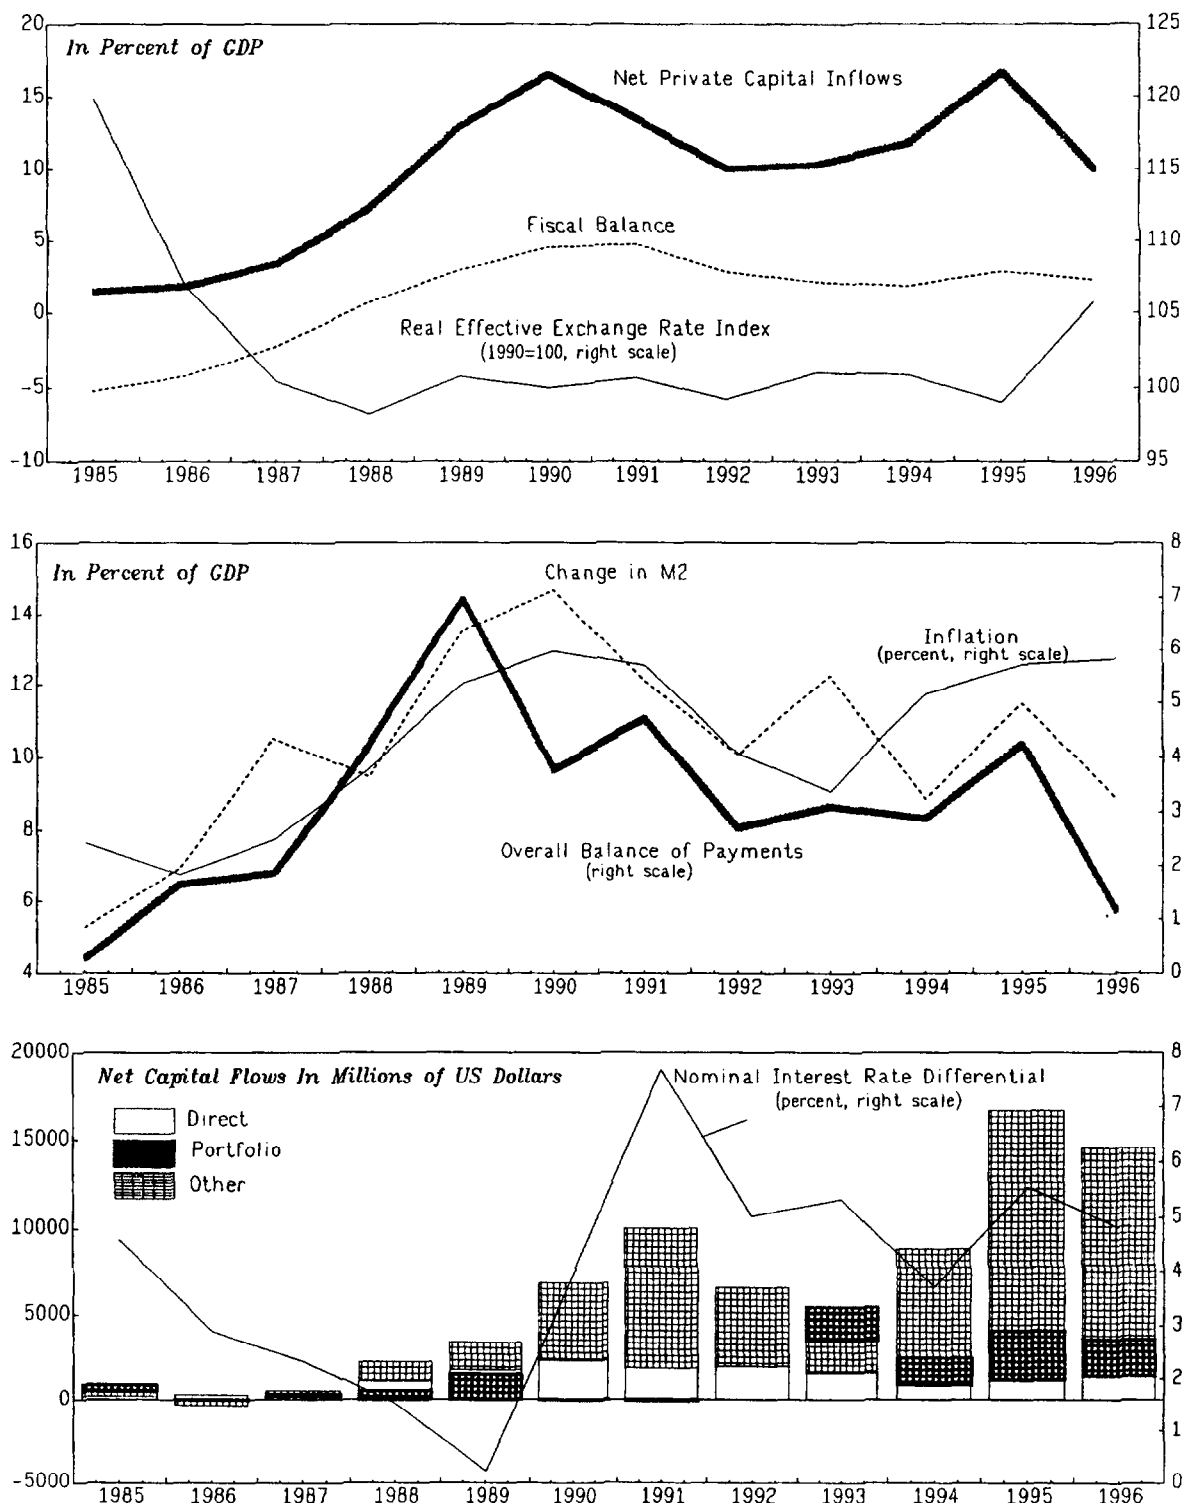 20
125
In Percent of GDP
Net Private Capital Inflows
15
120
10
115
Fiscal Balance
5
110
0
105
Real Effective Exchange Rate Index
(1990=100, right scale)
-5
100
-10
95
1985 1986 1987 1988 1989 1990 1991 1992 1993 1994 1995 1996
16
8
In Percent of GDP
Change in M2
14
7
Inflation
(percent, right scale)
6
12
5
10
4
3
8
Overall Balance of Payments
(right scale)
2
6
1
4
0
1985 1986 1987 1988 1989 1990 1991 1992 1993 1994 1995 1996
20000
8
Net Capital Flows In Millions of US Dollars
Nominal Interest Rate Differential
(percent, right scale)
Direct
7
15000
Portfolio
6
Other
10000
5
4
5000
3
2
0
1
-5000
0
1985 1986 1987 1988 1989 1990 1991 1992 1993 1994 1995 1996